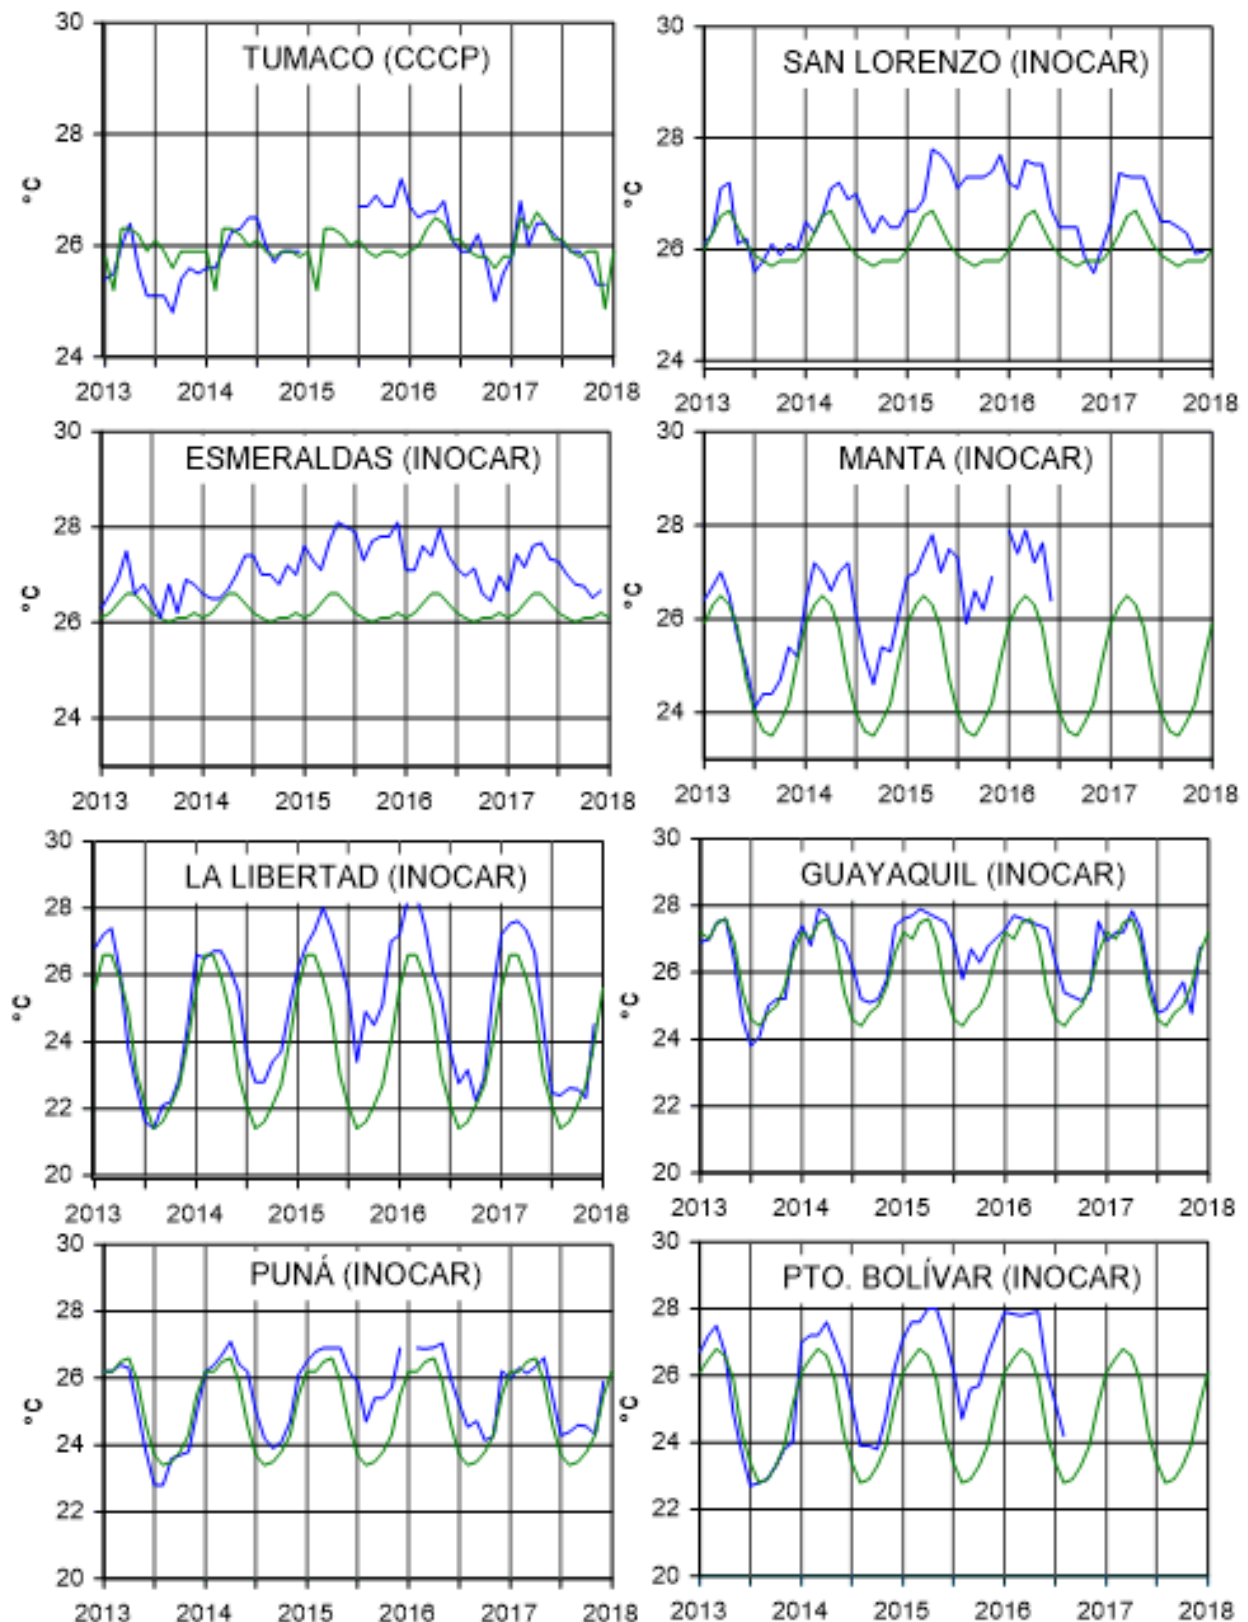 TUMACO (CCCP)
30
28
26
24
°C
2013 2014 2015 2016 2017 2018
SAN LORENZO (INOCAR)
30
28
26
24
°C
2013 2014 2015 2016 2017 2018
ESMERALDAS (INOCAR)
30
28
26
24
°C
2013 2014 2015 2016 2017 2018
MANTA (INOCAR)
30
28
26
24
°C
2013 2014 2015 2016 2017 2018
LA LIBERTAD (INOCAR)
30
28
26
24
22
20
°C
2013 2014 2015 2016 2017 2018
GUAYAQUIL (INOCAR)
30
28
26
24
22
20
°C
2013 2014 2015 2016 2017 2018
PUNÁ (INOCAR)
30
28
26
24
22
20
°C
2013 2014 2015 2016 2017 2018
PTO. BOLÍVAR (INOCAR)
30
28
26
24
22
20
°C
2013 2014 2015 2016 2017 2018